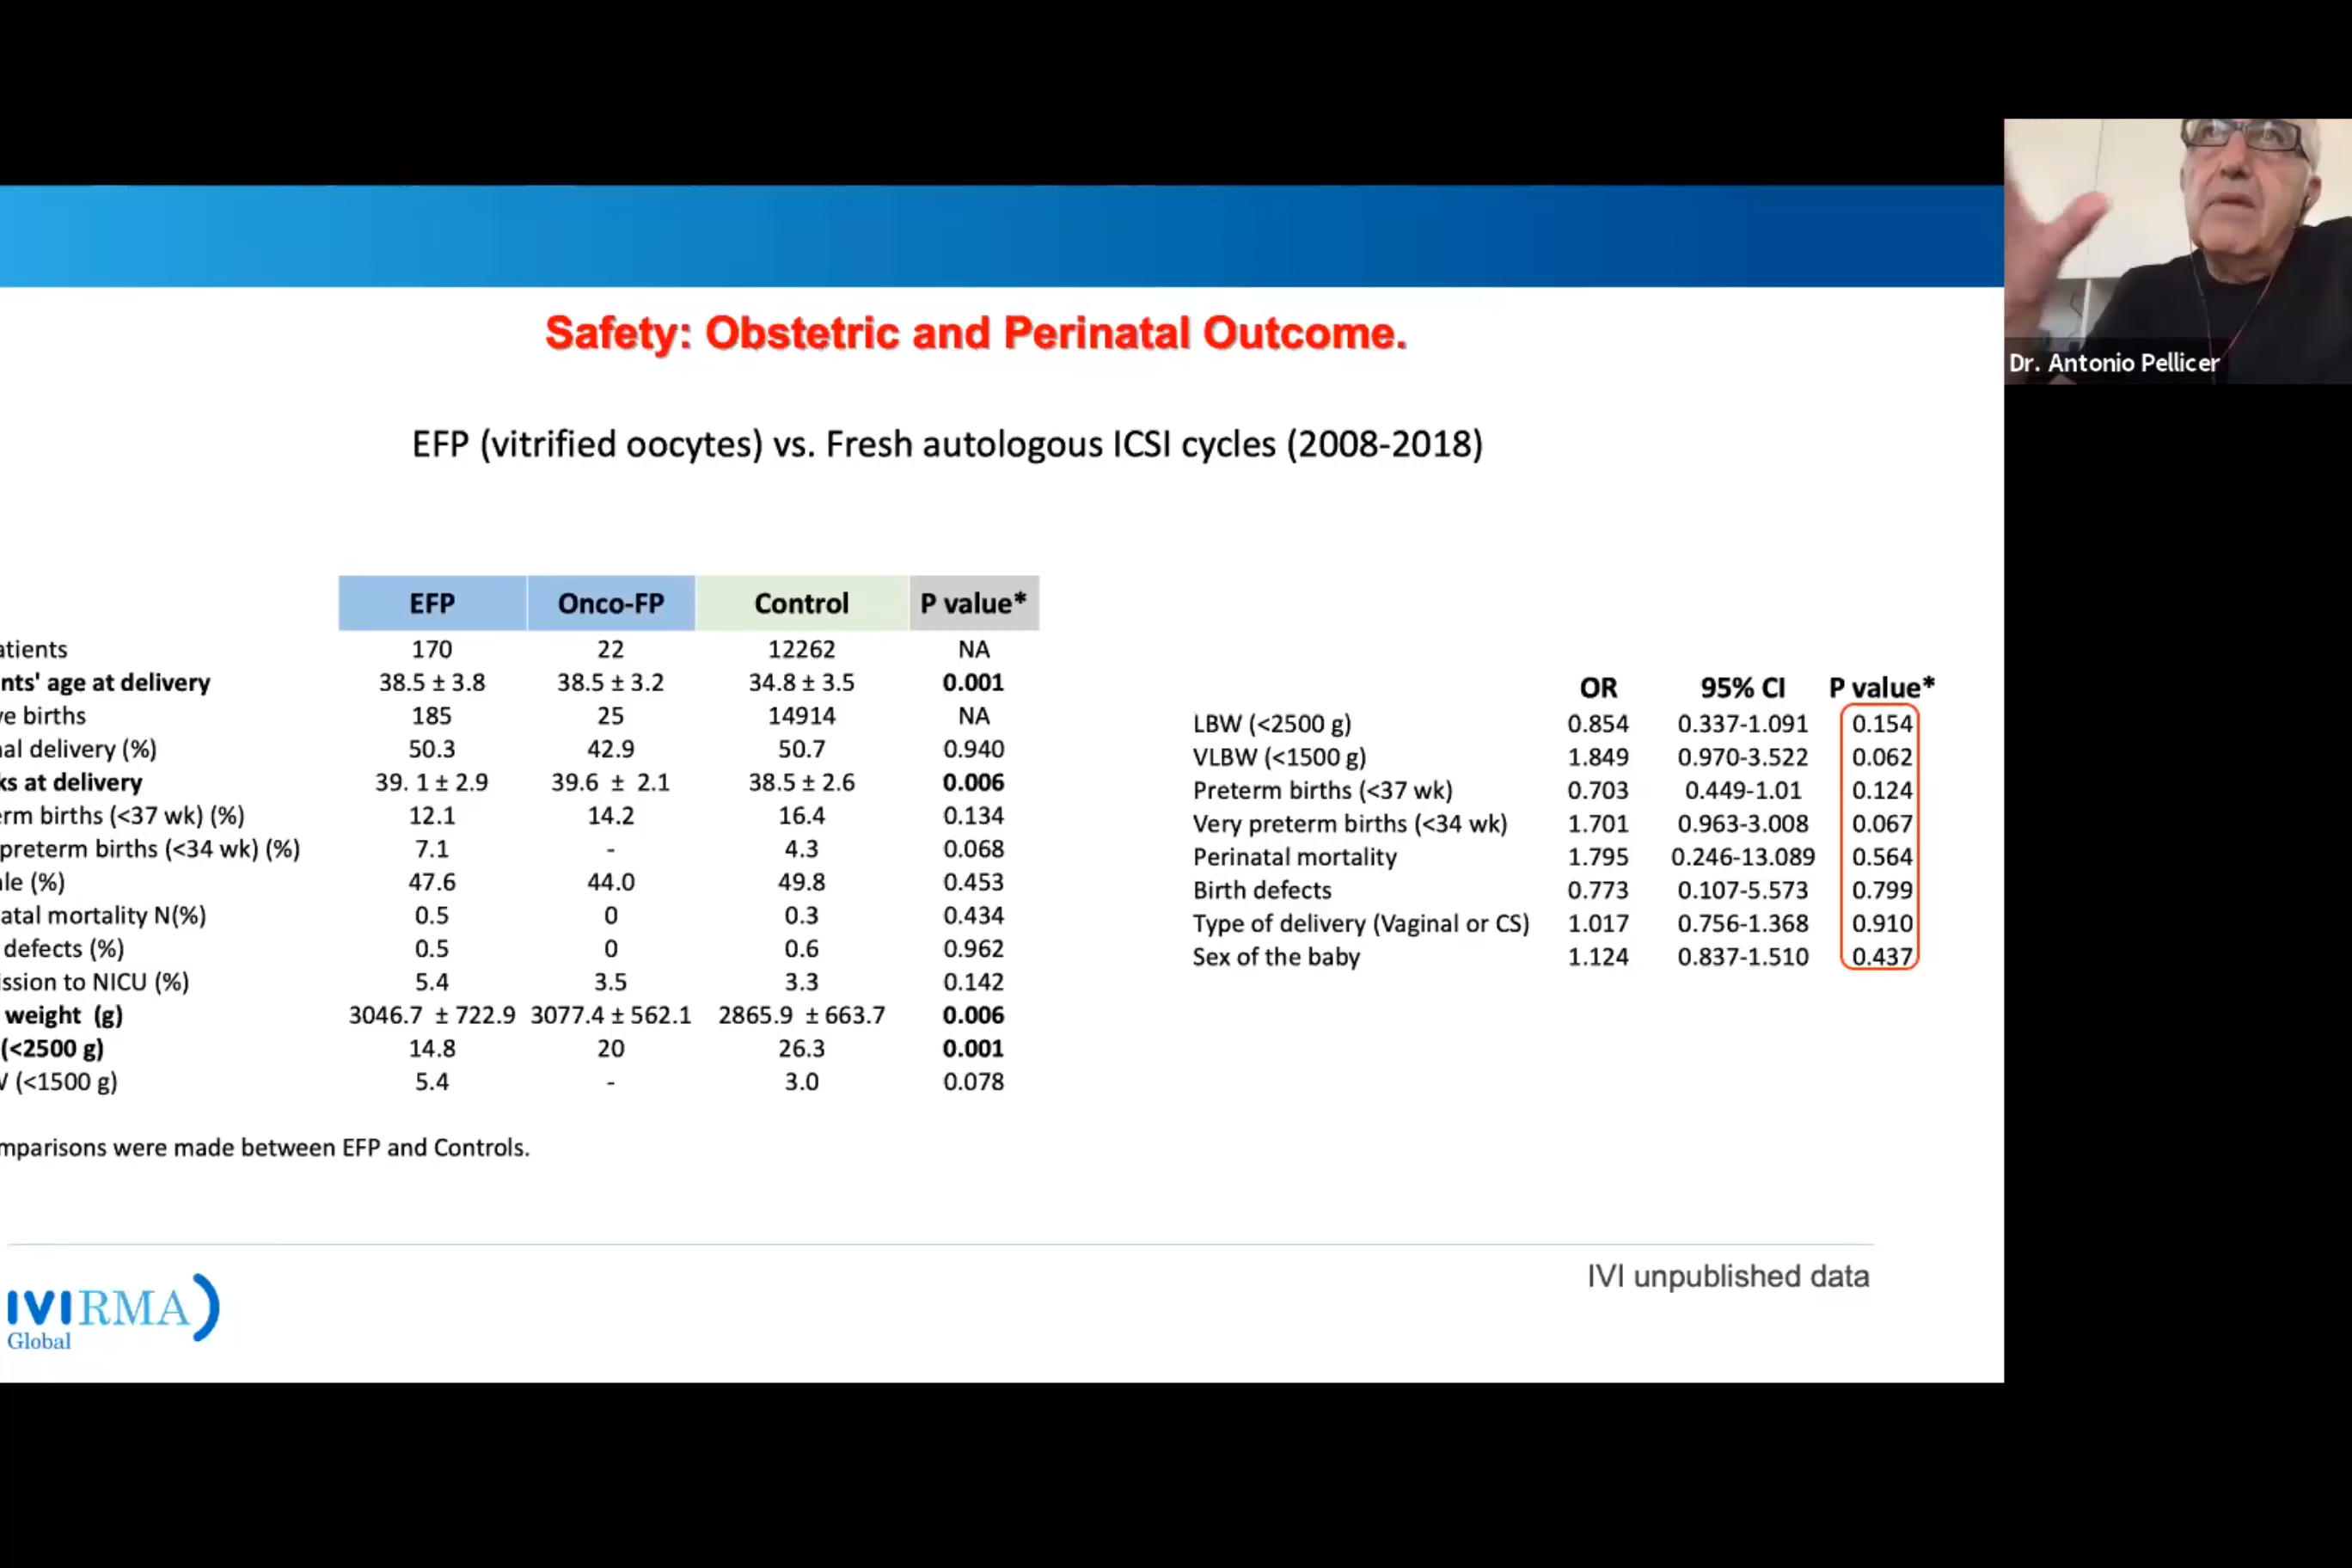 Dr. Antonio Pellicer
Safety: Obstetric and Perinatal Outcome.
EFP (vitrified oocytes) vs. Fresh autologous ICSI cycles (2008-2018)
EFP Onco-FP Control P value*
atients 170 22 12262 NA
nts' age at delivery 38.5 ± 3.8 38.5 ± 3.2 34.8 ± 3.5 0.001
ve births 185 25 14914 NA
nal delivery (%) 50.3 42.9 50.7 0.940
ks at delivery 39. 1 ± 2.9 39.6 ± 2.1 38.5 ± 2.6 0.006
erm births (<37 wk) (%) 12.1 14.2 16.4 0.134
preterm births (<34 wk) (%) 7.1 - 4.3 0.068
ale (%) 47.6 44.0 49.8 0.453
atal mortality N(%) 0.5 0 0.3 0.434
defects (%) 0.5 0 0.6 0.962
ission to NICU (%) 5.4 3.5 3.3 0.142
weight (g) 3046.7 ± 722.9 3077.4 ± 562.1 2865.9 ± 663.7 0.006
(<2500 g) 14.8 20 26.3 0.001
(<1500 g) 5.4 - 3.0 0.078
mparisons were made between EFP and Controls.
OR 95% CI P value*
LBW (<2500 g) 0.854 0.337-1.091 0.154
VLBW (<1500 g) 1.849 0.970-3.522 0.062
Preterm births (<37 wk) 0.703 0.449-1.01 0.124
Very preterm births (<34 wk) 1.701 0.963-3.008 0.067
Perinatal mortality 1.795 0.246-13.089 0.564
Birth defects 0.773 0.107-5.573 0.799
Type of delivery (Vaginal or CS) 1.017 0.756-1.368 0.910
Sex of the baby 1.124 0.837-1.510 0.437
IVI unpublished data
IVIRMA
Global